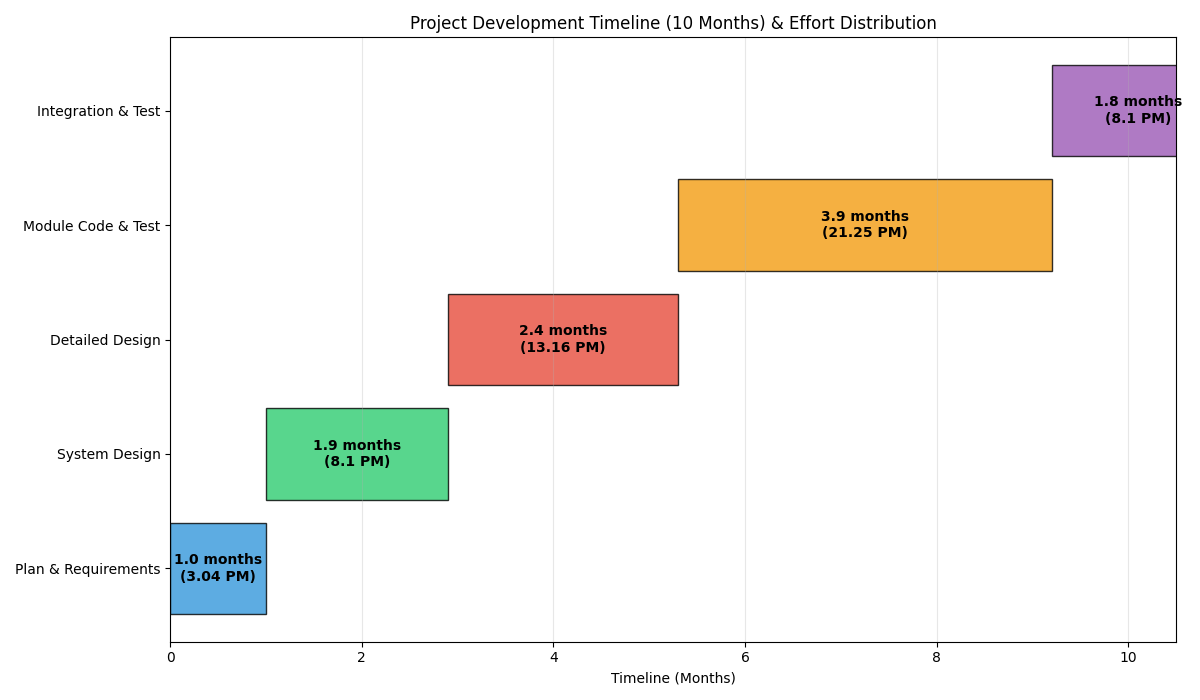 Project Development Timeline (10 Months) & Effort Distribution
Integration & Test
1.8 months
(8.1 PM)
Module Code & Test
3.9 months
(21.25 PM)
Detailed Design
2.4 months
(13.16 PM)
System Design
1.9 months
(8.1 PM)
Plan & Requirements
1.0 months
(3.04 PM)
0 2 4 6 8 10
Timeline (Months)